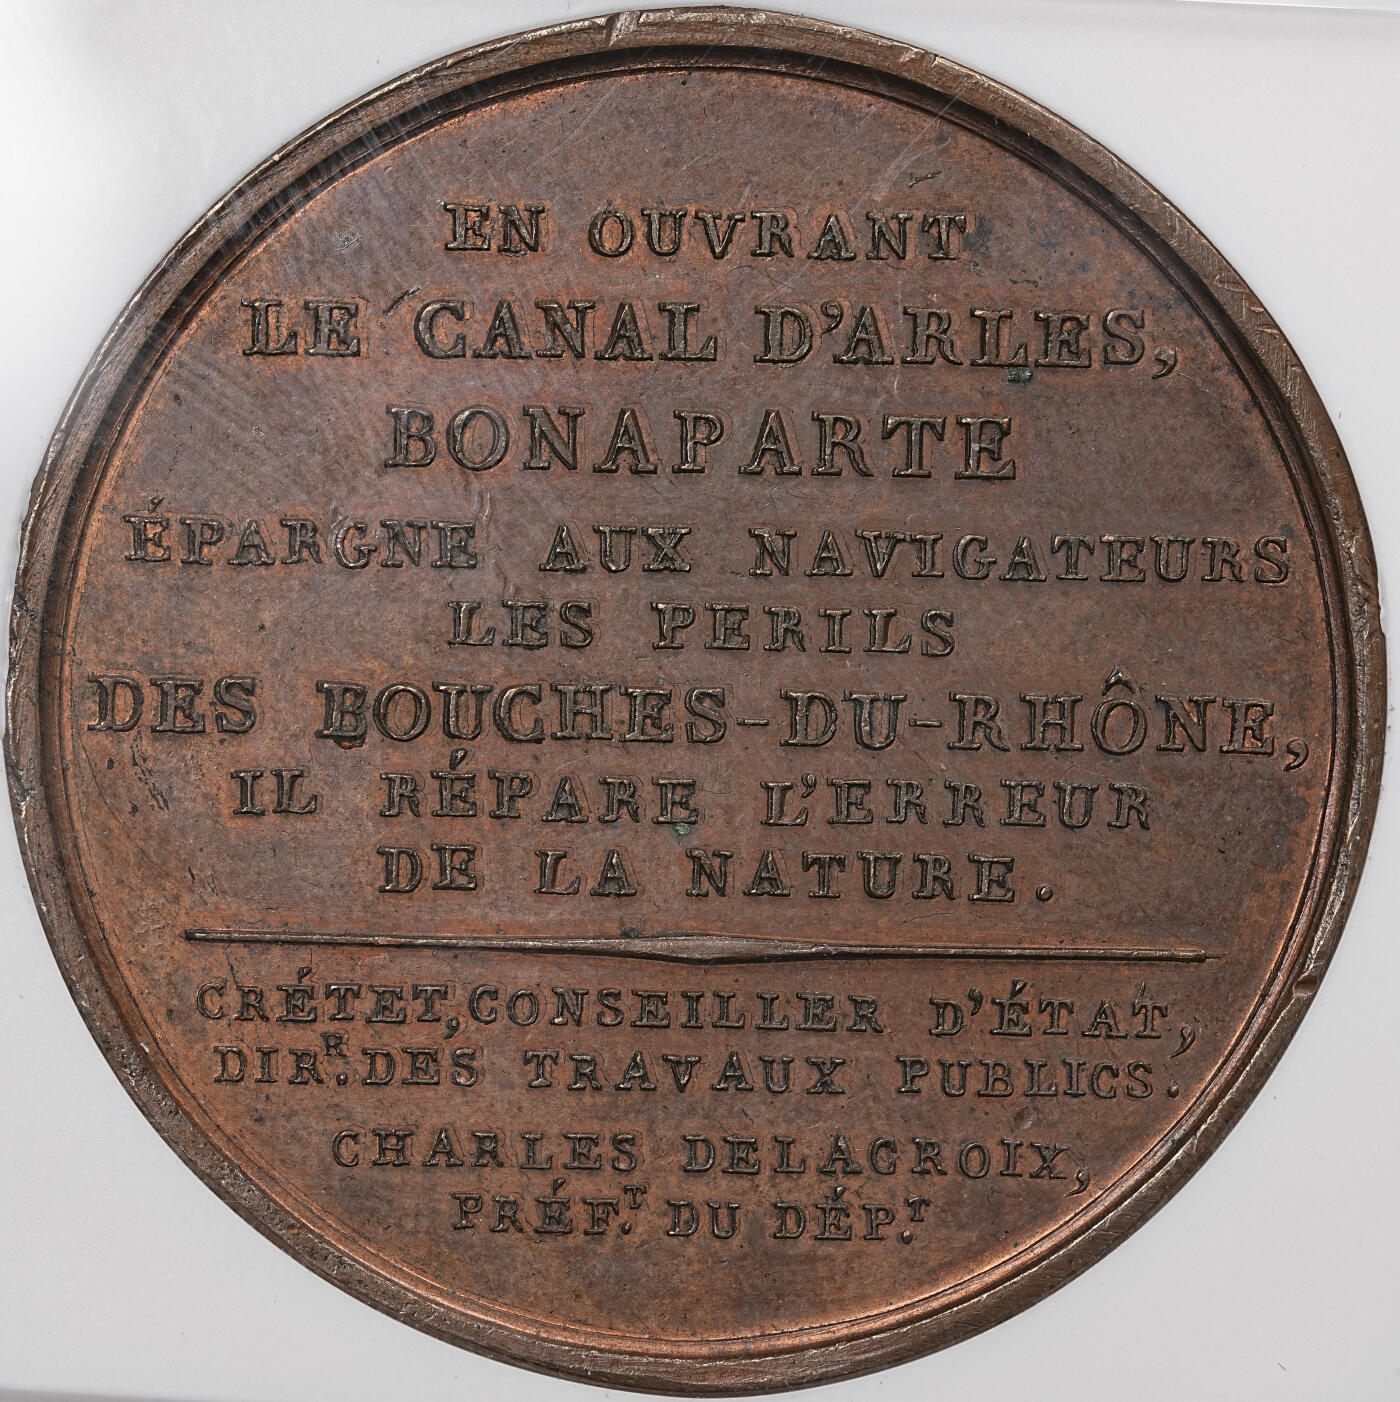 EN OUVRANT
LE CANAL D'ARLES,
BONAPARTE
ÉPARGNE AUX NAVIGATEURS
LES PERILS
DES BOUCHES-DU-RHÔNE,
IL RÉPARE L'ERREUR
DE LA NATURE.
CRÉTET, CONSEILLER D'ÉTAT,
DIR.R DES TRAVAUX PUBLICS.
CHARLES DELACROIX,
PRÉF.T DU DÉP.T